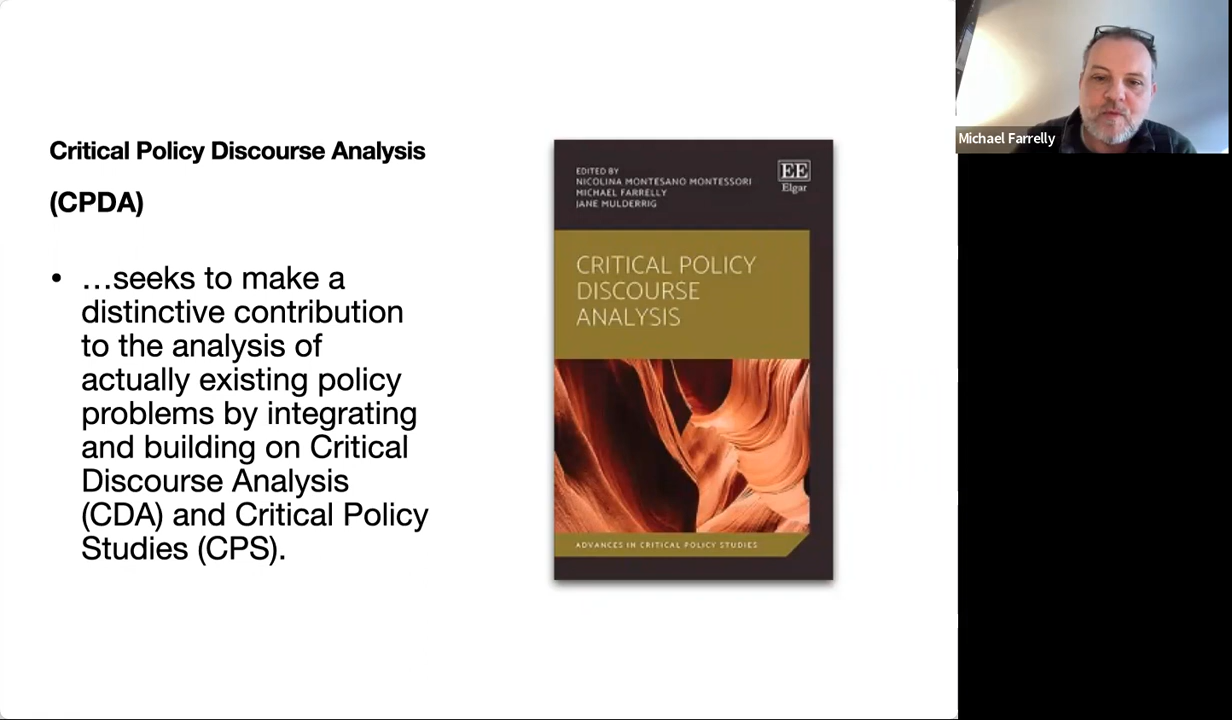 Critical Policy Discourse Analysis
(CPDA)
• …seeks to make a
distinctive contribution
to the analysis of
actually existing policy
problems by integrating
and building on Critical
Discourse Analysis
(CDA) and Critical Policy
Studies (CPS).
EDITED BY
NICOLINA MONTESANO MONTESSORI
MICHAEL FARRELLY
JANE MULDERRIG
EE
Elgar
CRITICAL POLICY
DISCOURSE
ANALYSIS
ADVANCES IN CRITICAL POLICY STUDIES
Michael Farrelly